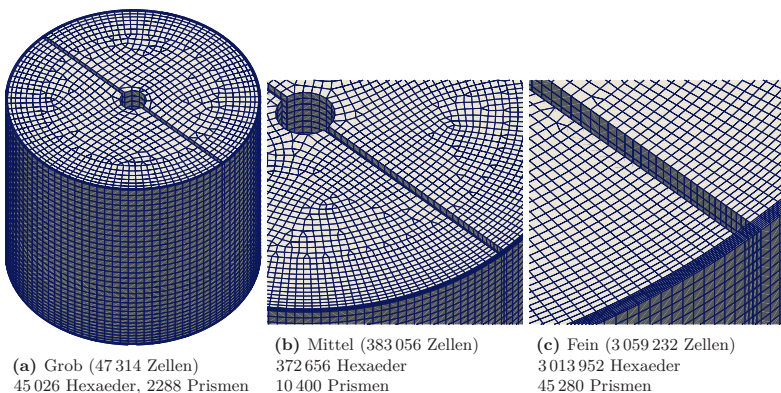 (a) Grob (47 314 Zellen)
45 026 Hexaeder, 2288 Prismen
(b) Mittel (383 056 Zellen)
372 656 Hexaeder
10 400 Prismen
(c) Fein (3 059 232 Zellen)
3 013 952 Hexaeder
45 280 Prismen